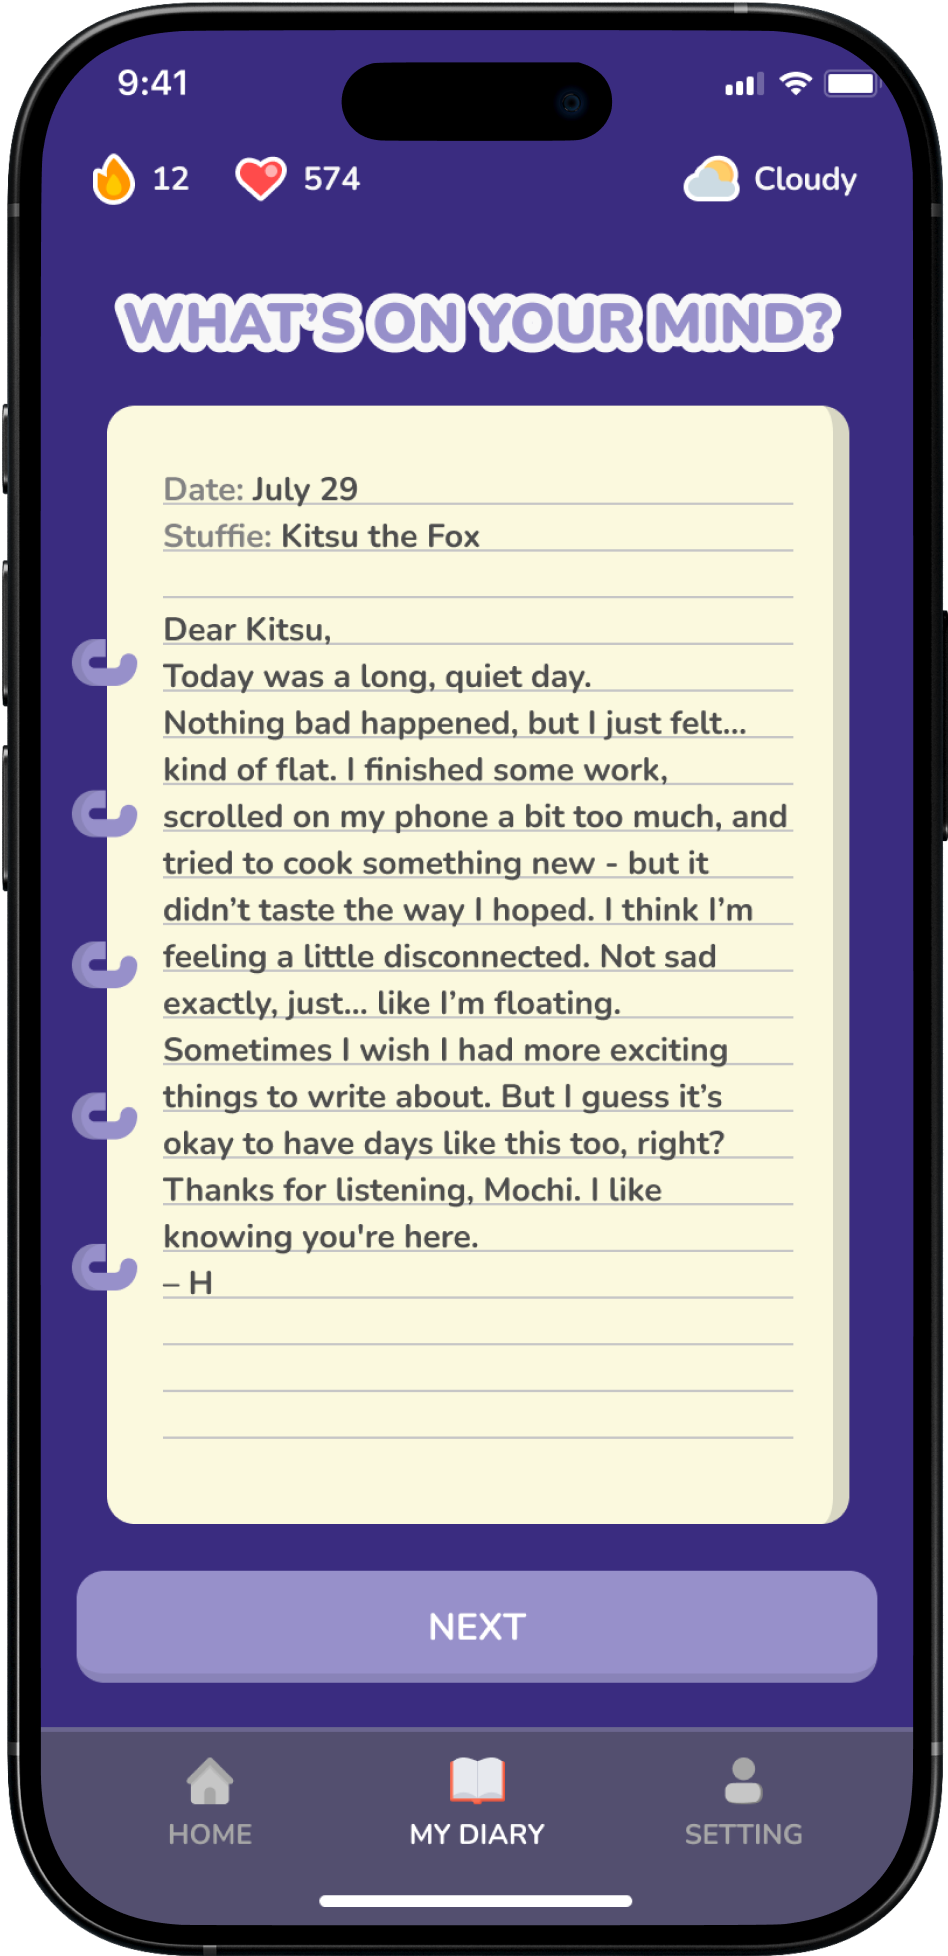 9:41
12
574
Cloudy
WHAT'S ON YOUR MIND?
Date: July 29
Stuffie: Kitsu the Fox
Dear Kitsu,
Today was a long, quiet day.
Nothing bad happened, but I just felt...
kind of flat. I finished some work,
scrolled on my phone a bit too much, and
tried to cook something new - but it
didn’t taste the way I hoped. I think I’m
feeling a little disconnected. Not sad
exactly, just... like I’m floating.
Sometimes I wish I had more exciting
things to write about. But I guess it’s
okay to have days like this too, right?
Thanks for listening, Mochi. I like
knowing you're here.
– H
NEXT
HOME
MY DIARY
SETTING